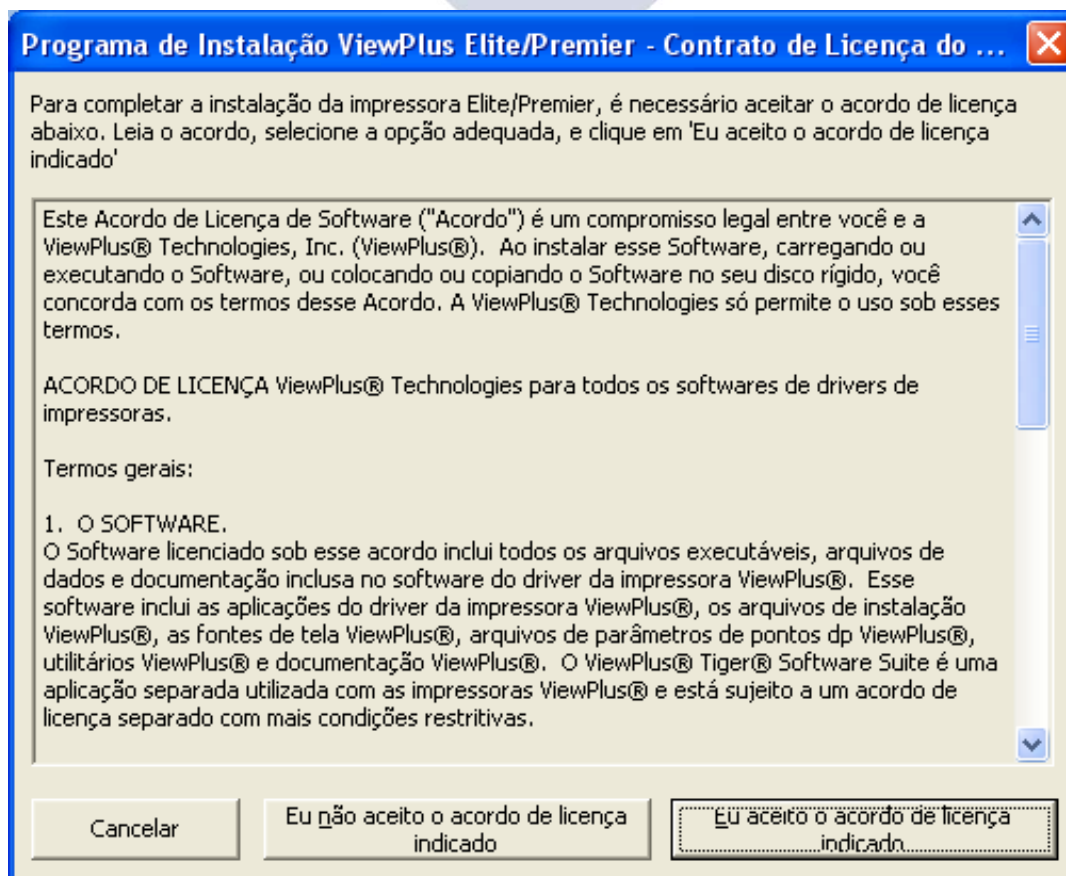 Programa de Instalação ViewPlus Elite/Premier - Contrato de Licença do ...
Para completar a instalação da impressora Elite/Premier, é necessário aceitar o acordo de licença
abaixo. Leia o acordo, selecione a opção adequada, e clique em 'Eu aceito o acordo de licença
indicado'
Este Acordo de Licença de Software ("Acordo") é um compromisso legal entre você e a
ViewPlus® Technologies, Inc. (ViewPlus®).  Ao instalar esse Software, carregando ou
executando o Software, ou colocando ou copiando o Software no seu disco rígido, você
concorda com os termos desse Acordo. A ViewPlus® Technologies só permite o uso sob esses
termos.
ACORDO DE LICENÇA ViewPlus® Technologies para todos os softwares de drivers de
impressoras.
Termos gerais:
1.  O SOFTWARE.
O Software licenciado sob esse acordo inclui todos os arquivos executáveis, arquivos de
dados e documentação inclusa no software do driver da impressora ViewPlus®.  Esse
software inclui as aplicações do driver da impressora ViewPlus®, os arquivos de instalação
ViewPlus®, as fontes de tela ViewPlus®, arquivos de parâmetros de pontos dp ViewPlus®,
utilitários ViewPlus® e documentação ViewPlus®.  O ViewPlus® Tiger® Software Suite é uma
aplicação separada utilizada com as impressoras ViewPlus® e está sujeito a um acordo de
licença separado com mais condições restritivas.
Cancelar
Eu não aceito o acordo de licença
indicado
Eu aceito o acordo de licença
indicado